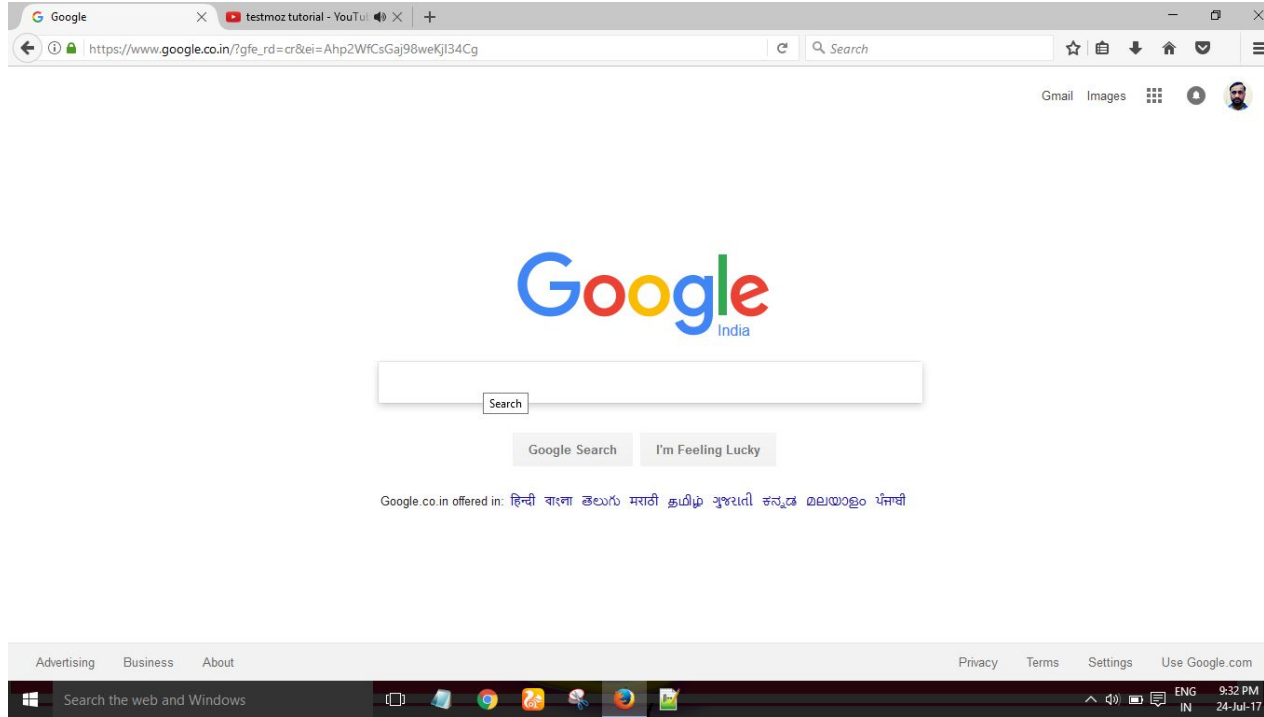 Google testmoz tutorial - YouTu
https://www.google.co.in/?gfe_rd=cr&ei=Ahp2WfCsGaj98weKjI34Cg Search
Gmail Images
Google
India
Search
Google Search I'm Feeling Lucky
Google.co.in offered in: हिन्दी বাংলা తెలుగు मराठी தமிழ் ગુજરાતી ಕನ್ನಡ മലയാളം ਪੰਜਾਬੀ
Advertising Business About Privacy Terms Settings Use Google.com
Search the web and Windows ENG 9:32 PM
IN 24-Jul-17